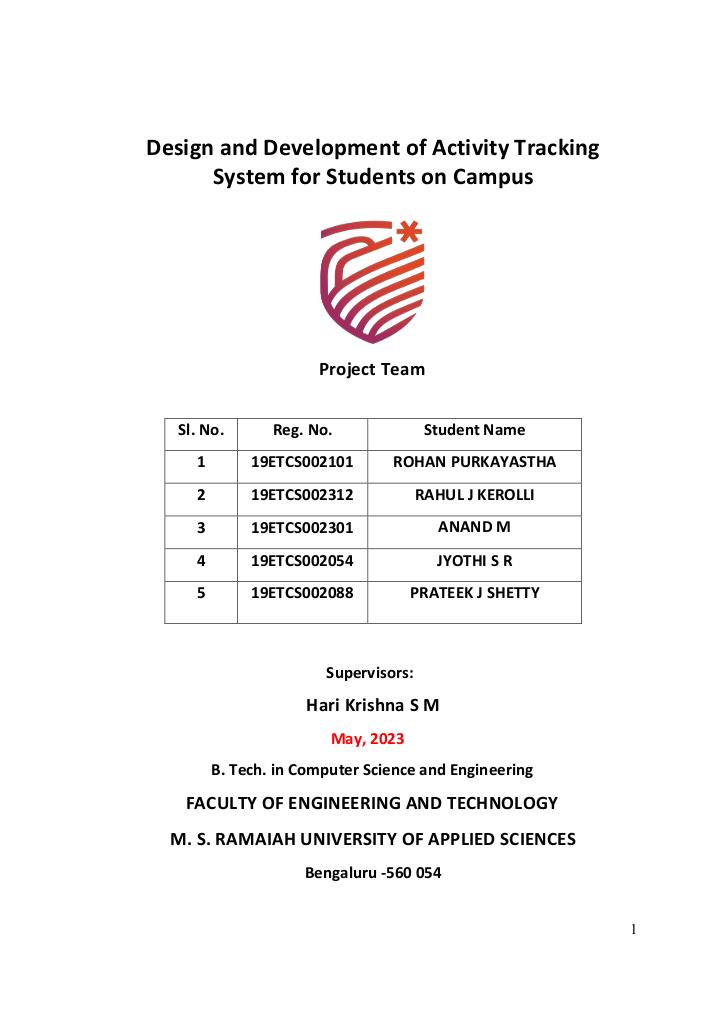 Design and Development of Activity Tracking
System for Students on Campus
Project Team
Sl. No. Reg. No. Student Name
1 19ETCS002101 ROHAN PURKAYASTHA
2 19ETCS002312 RAHUL J KEROLLI
3 19ETCS002301 ANAND M
4 19ETCS002054 JYOTHI S R
5 19ETCS002088 PRATEEK J SHETTY
Supervisors:
Hari Krishna S M
May, 2023
B. Tech. in Computer Science and Engineering
FACULTY OF ENGINEERING AND TECHNOLOGY
M. S. RAMAIAH UNIVERSITY OF APPLIED SCIENCES
Bengaluru -560 054
1